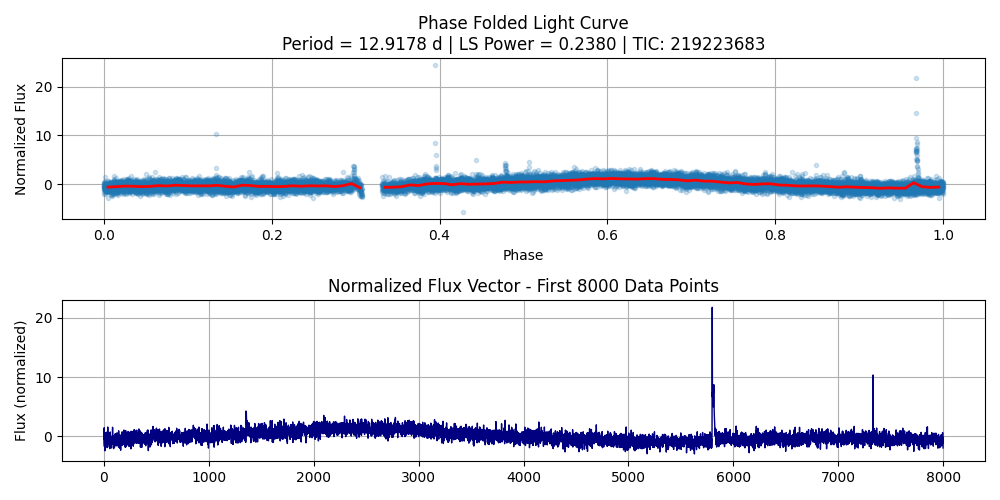 Phase Folded Light Curve
Period = 12.9178 d | LS Power = 0.2380 | TIC: 219223683
Normalized Flux
20
10
0
0.0 0.2 0.4 0.6 0.8 1.0
Phase
Normalized Flux Vector - First 8000 Data Points
Flux (normalized)
20
10
0
0 1000 2000 3000 4000 5000 6000 7000 8000